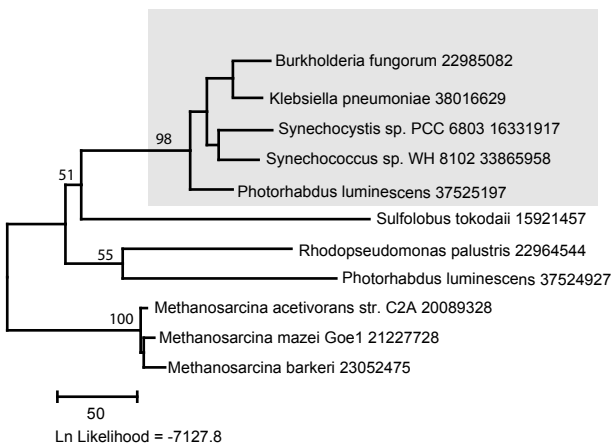 Burkholderia fungorum 22985082
Klebsiella pneumoniae 38016629
Synechocystis sp. PCC 6803 16331917
98
Synechococcus sp. WH 8102 33865958
51
Photorhabdus luminescens 37525197
Sulfolobus tokodaii 15921457
55
Rhodopseudomonas palustris 22964544
Photorhabdus luminescens 37524927
100
Methanosarcina acetivorans str. C2A 20089328
Methanosarcina mazei Goe1 21227728
Methanosarcina barkeri 23052475
50
Ln Likelihood = -7127.8